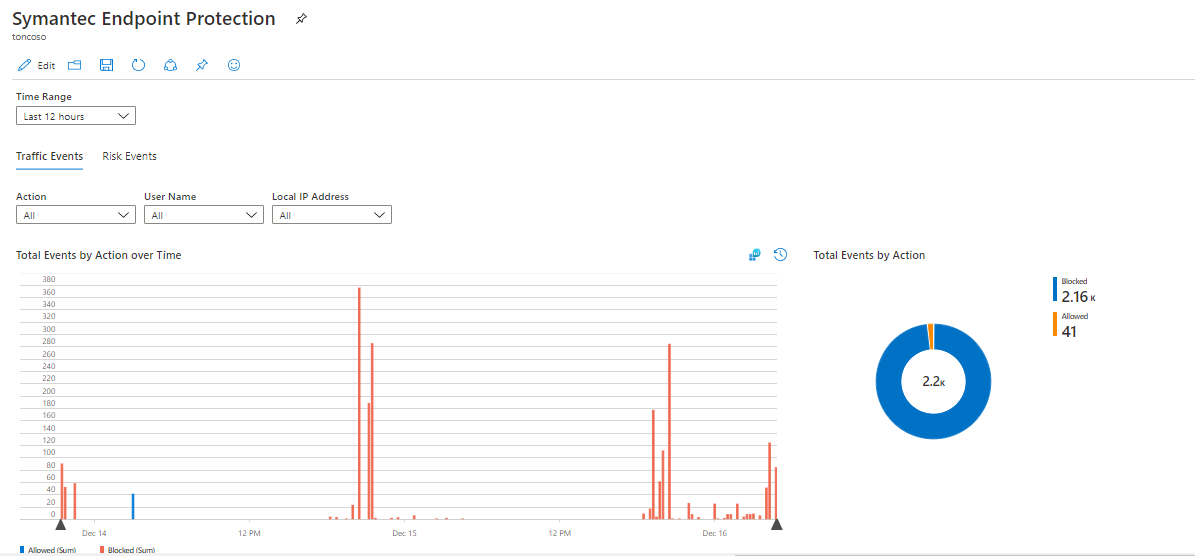 Symantec Endpoint Protection
toncoso
Edit
Time Range
Last 12 hours
Traffic Events Risk Events
Action User Name Local IP Address
All All All
Total Events by Action over Time
380
360
340
320
300
280
260
240
220
200
180
160
140
120
100
80
60
40
20
0
Dec 14 12 PM Dec 15 12 PM Dec 16
Allowed (Sum) Blocked (Sum)
Total Events by Action
2.2K
Blocked
2.16 K
Allowed
41